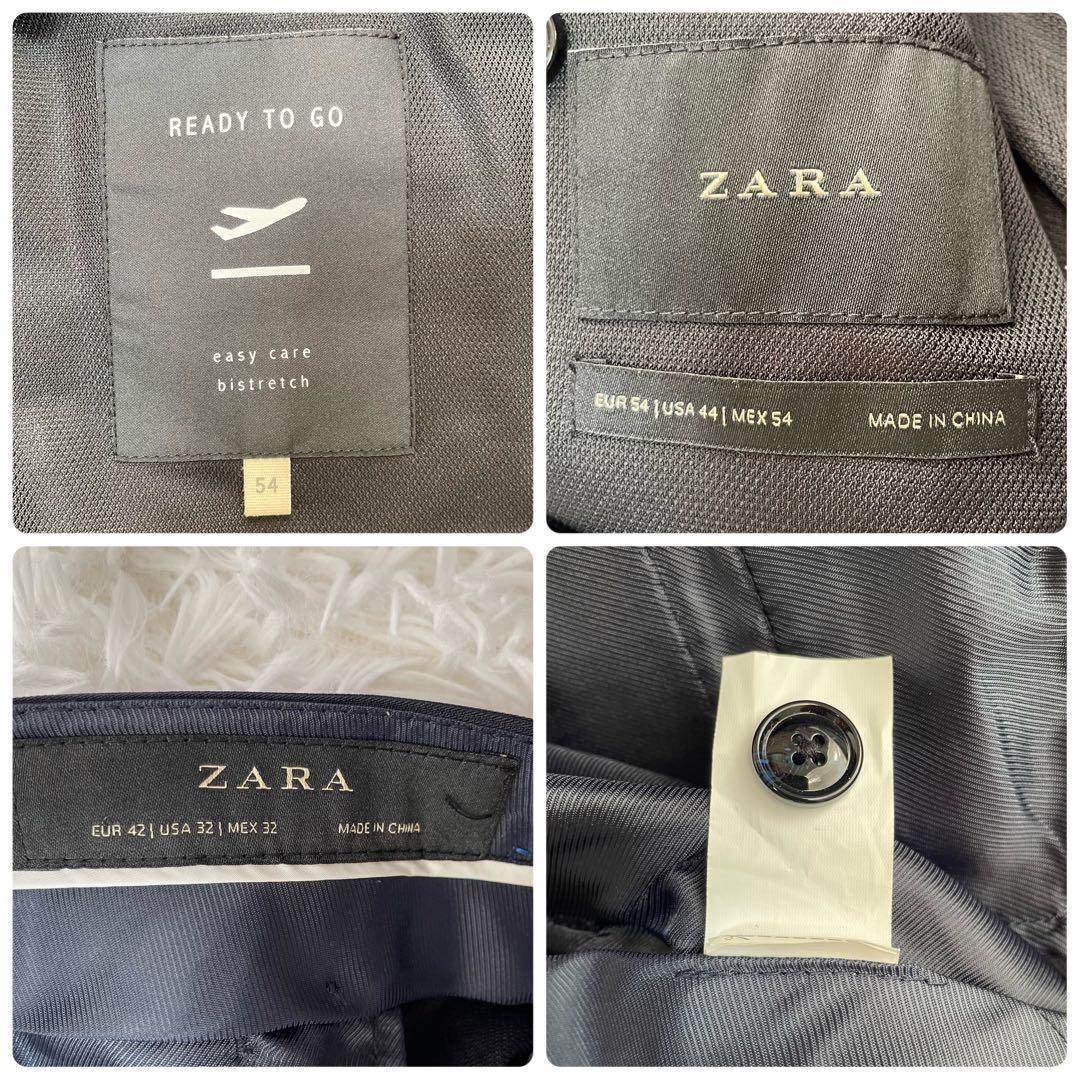 READY TO GO
easy care
bistretch
54
ZARA
EUR 54 | USA 44 | MEX 54 MADE IN CHINA
ZARA
EUR 42 | USA 32 | MEX 32 MADE IN CHINA